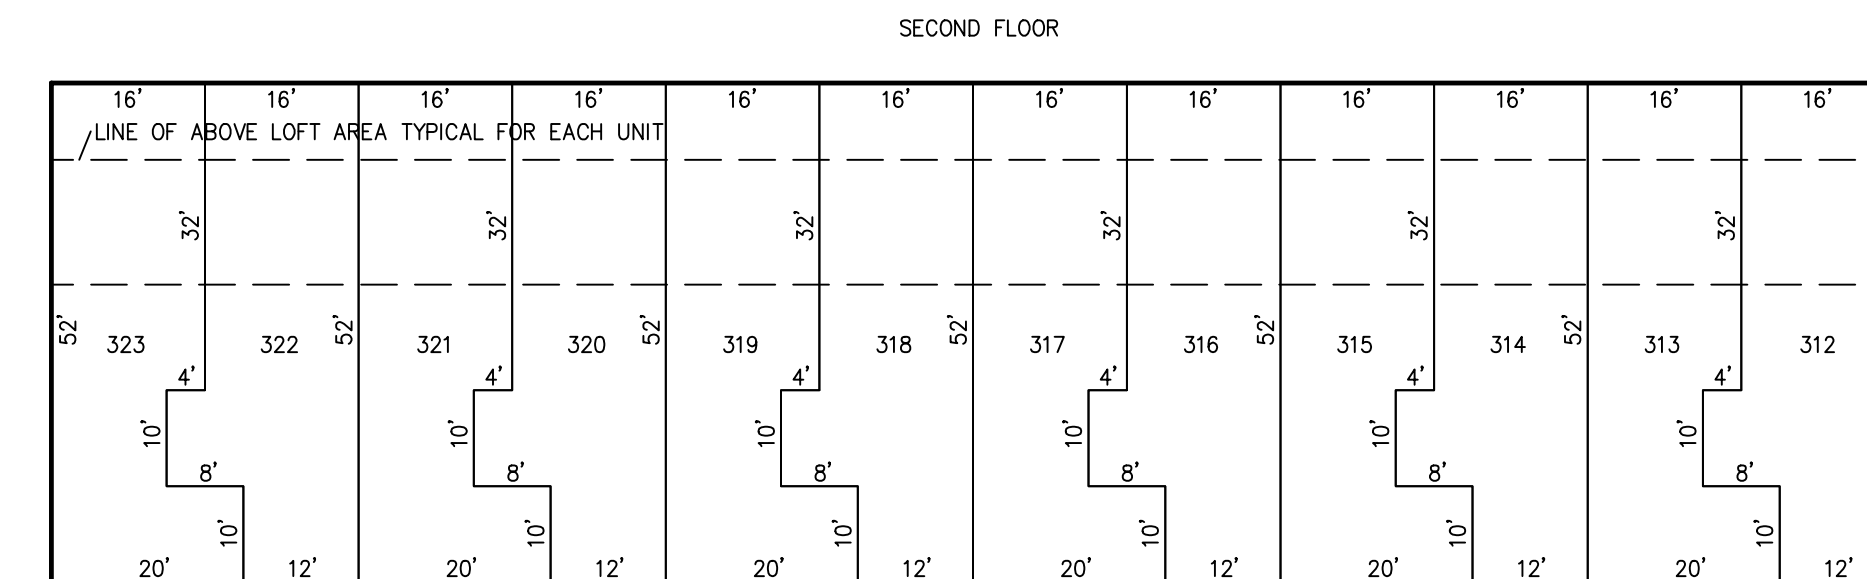 SECOND FLOOR
16' 16' 16' 16' 16' 16' 16' 16' 16' 16' 16' 16'
LINE OF ABOVE LOFT AREA TYPICAL FOR EACH UNIT
32' 32' 32' 32' 32' 32'
52' 52' 52' 52' 52' 52'
323 322 321 320 319 318 317 316 315 314 313 312
4' 4' 4' 4' 4' 4'
10' 10' 10' 10' 10' 10'
8' 8' 8' 8' 8' 8'
10' 10' 10' 10' 10' 10'
20' 12' 20' 12' 20' 12' 20' 12' 20' 12' 20' 12'